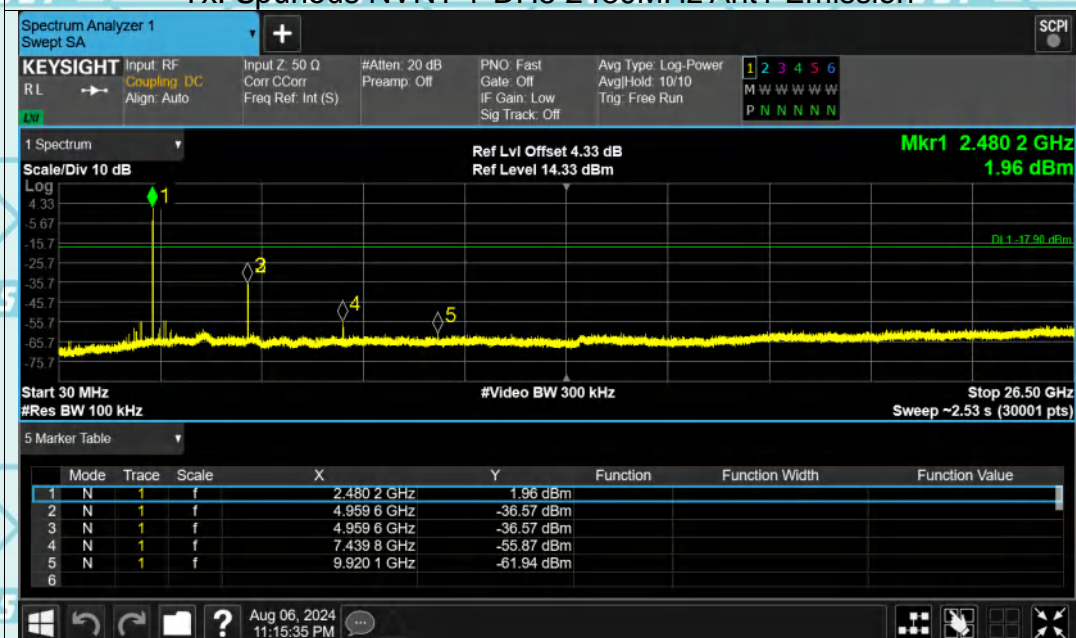 Spectrum Analyzer 1
Swept SA
+
SCPI
KEYSIGHT
RL
LNI
Input: RF
Coupling: DC
Align: Auto
Input Z: 50 Ω
Corr CCorr
Freq Ref: Int (S)
#Atten: 20 dB
Preamp: Off
PNO: Fast
Gate: Off
IF Gain: Low
Sig Track: Off
Avg Type: Log-Power
Avg|Hold: 10/10
Trig: Free Run
1 2 3 4 5 6
M W W W W W
P N N N N N
1 Spectrum
Scale/Div 10 dB
Ref Lvl Offset 4.33 dB
Ref Level 14.33 dBm
Mkr1 2.480 2 GHz
1.96 dBm
Log
4.33
-5.67
-15.7
-25.7
-35.7
-45.7
-55.7
-65.7
-75.7
1
DL1 -17.90 dBm
3
4
5
Start 30 MHz
#Video BW 300 kHz
Stop 26.50 GHz
#Res BW 100 kHz
Sweep ~2.53 s (30001 pts)
5 Marker Table
Mode Trace Scale X Y Function Function Width Function Value
1 N 1 f 2.480 2 GHz 1.96 dBm
2 N 1 f 4.959 6 GHz -36.57 dBm
3 N 1 f 4.959 6 GHz -36.57 dBm
4 N 1 f 7.439 8 GHz -55.87 dBm
5 N 1 f 9.920 1 GHz -61.94 dBm
6
?
Aug 06, 2024
11:15:35 PM